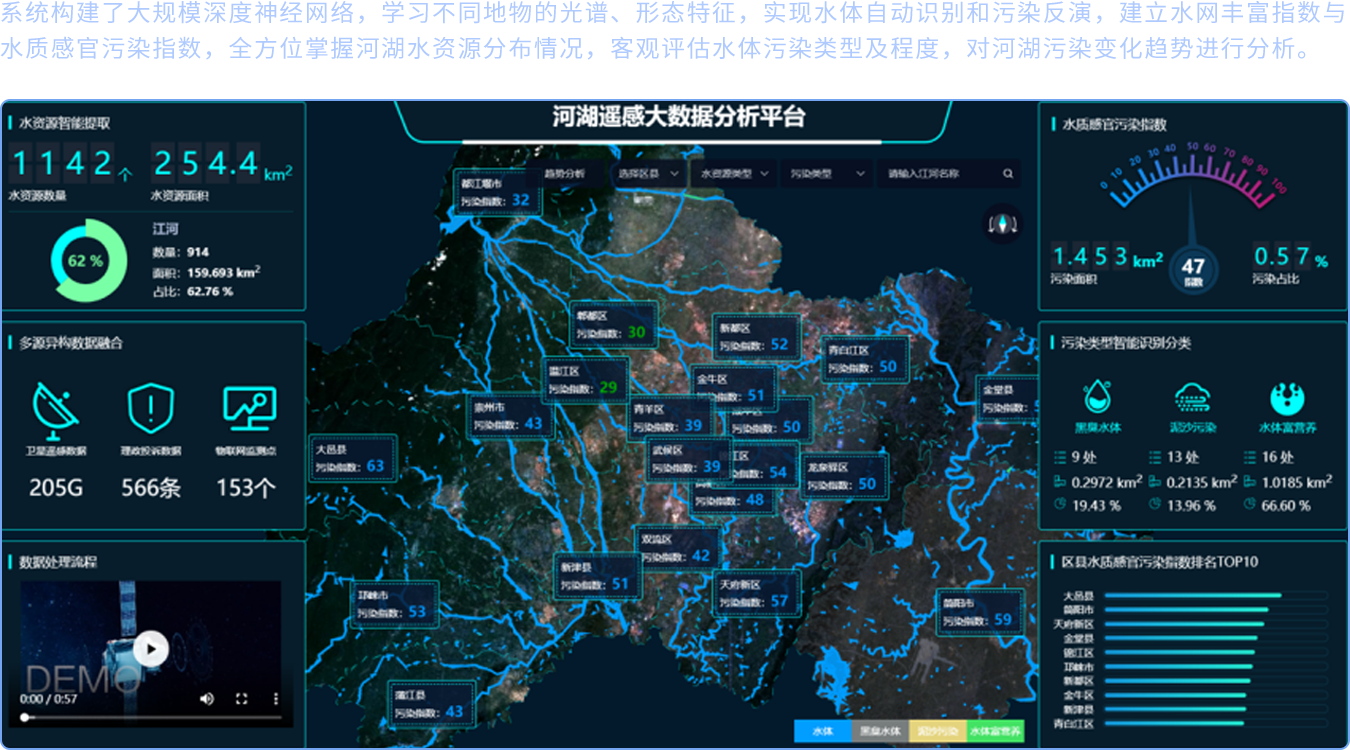 系统构建了大规模深度神经网络，学习不同地物的光谱、形态特征，实现水体自动识别和污染反演，建立水网丰富指数与
水质感官污染指数，全方位掌握河湖水资源分布情况，客观评估水体污染类型及程度，对河湖污染变化趋势进行分析。
河湖遥感大数据分析平台
水资源智能提取
1142个
254.4 km²
水资源数量
水资源面积
62 %
江河
数量：914
面积：159.693 km²
占比：62.76 %
多源异构数据融合
卫星遥感数据
理政投诉数据
物联网监测点
205G
566条
153个
数据处理流程
DEMO
0:00 / 0:57
趋势分析
选择区县
水资源类型
污染类型
请输入江河名称
都江堰市
污染指数：32
郫都区
污染指数：30
新都区
污染指数：52
青白江区
污染指数：50
温江区
污染指数：29
金牛区
污染指数：51
金堂县
污染指数：
崇州市
污染指数：43
青羊区
污染指数：39
污染指数：50
大邑县
污染指数：63
武侯区
污染指数：39
江区
54
龙泉驿区
污染指数：50
污染指数：48
双流区
污染指数：42
新津县
污染指数：51
天府新区
污染指数：57
邛崃市
污染指数：53
简阳市
污染指数：59
蒲江县
污染指数：43
水体
黑臭水体
泥沙污染
水体富营养
水质感官污染指数
0 10 20 30 40 50 60 70 80 90 100
1.453 km²
污染面积
47
指数
0.57 %
污染占比
污染类型智能识别分类
黑臭水体
泥沙污染
水体富营养
9 处
13 处
16 处
0.2972 km²
0.2135 km²
1.0185 km²
19.43 %
13.96 %
66.60 %
区县水质感官污染指数排名TOP10
大邑县
简阳市
天府新区
金堂县
锦江区
邛崃市
新都区
金牛区
新津县
青白江区